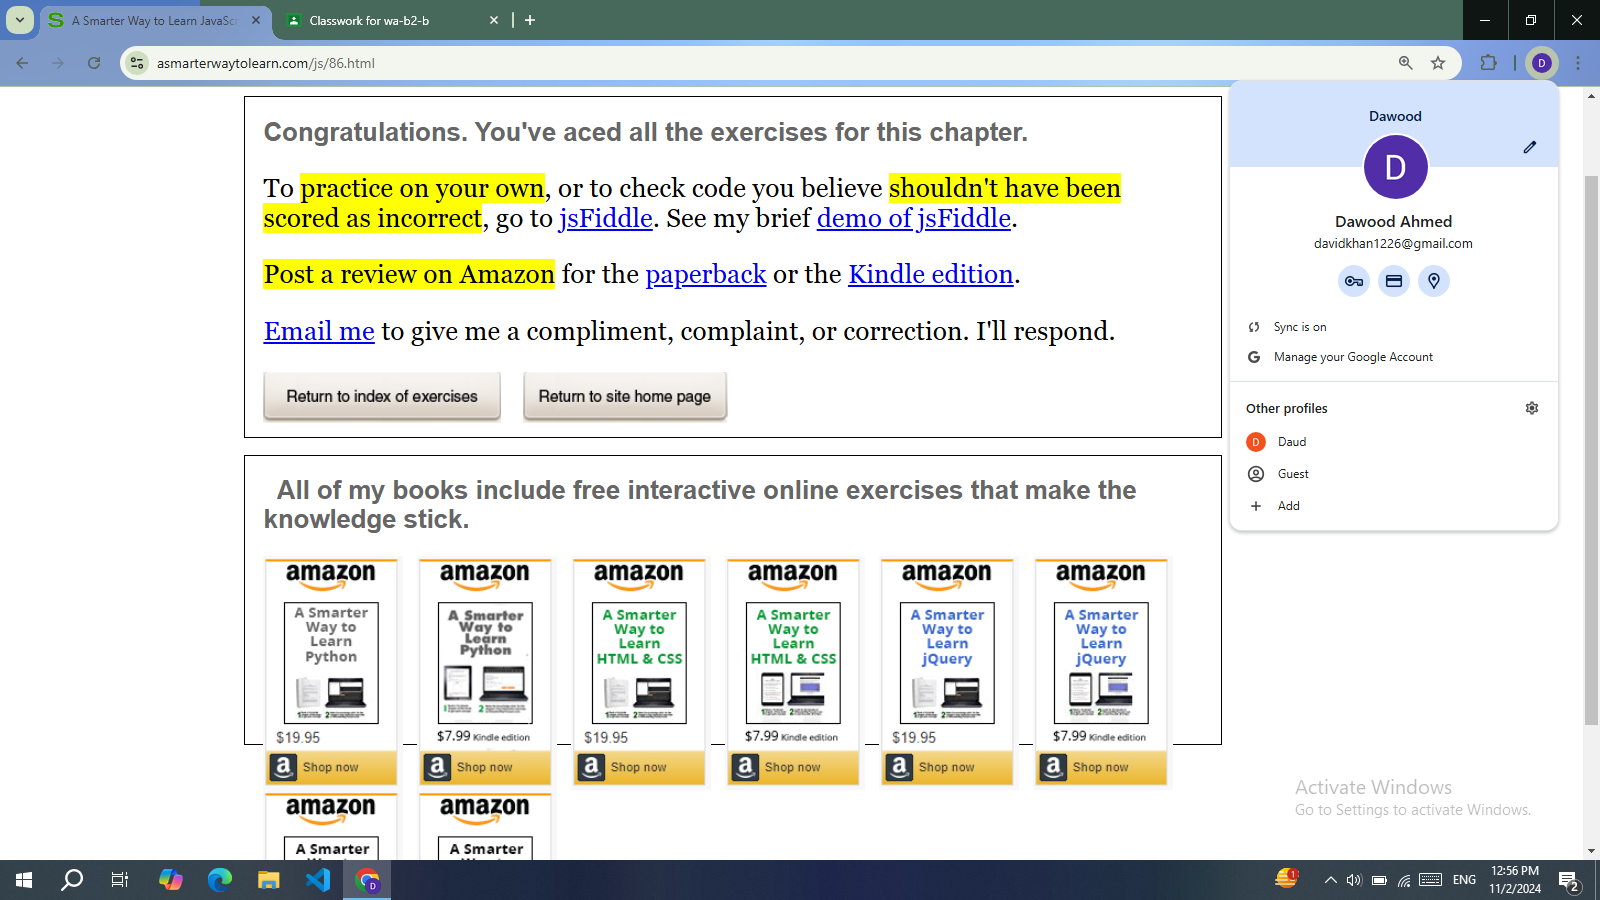 A Smarter Way to Learn JavaScr
Classwork for wa-b2-b
asmarterwaytolearn.com/js/86.html
D
Congratulations. You've aced all the exercises for this chapter.
To practice on your own, or to check code you believe shouldn't have been
scored as incorrect, go to jsFiddle. See my brief demo of jsFiddle.
Post a review on Amazon for the paperback or the Kindle edition.
Email me to give me a compliment, complaint, or correction. I'll respond.
Return to index of exercises
Return to site home page
Dawood
D
Dawood Ahmed
davidkhan1226@gmail.com
Sync is on
Manage your Google Account
Other profiles
D Daud
Guest
Add
All of my books include free interactive online exercises that make the
knowledge stick.
amazon
A Smarter
Way to
Learn
Python
$19.95
Shop now
amazon
A Smarter
Way to
Learn
Python
$7.99 Kindle edition
Shop now
amazon
A Smarter
Way to
Learn
HTML & CSS
$19.95
Shop now
amazon
A Smarter
Way to
Learn
HTML & CSS
$7.99 Kindle edition
Shop now
amazon
A Smarter
Way to
Learn
jQuery
$19.95
Shop now
amazon
A Smarter
Way to
Learn
jQuery
$7.99 Kindle edition
Shop now
amazon
A Smarter
amazon
A Smarter
Activate Windows
Go to Settings to activate Windows.
D
1
ENG
12:56 PM
11/2/2024
2